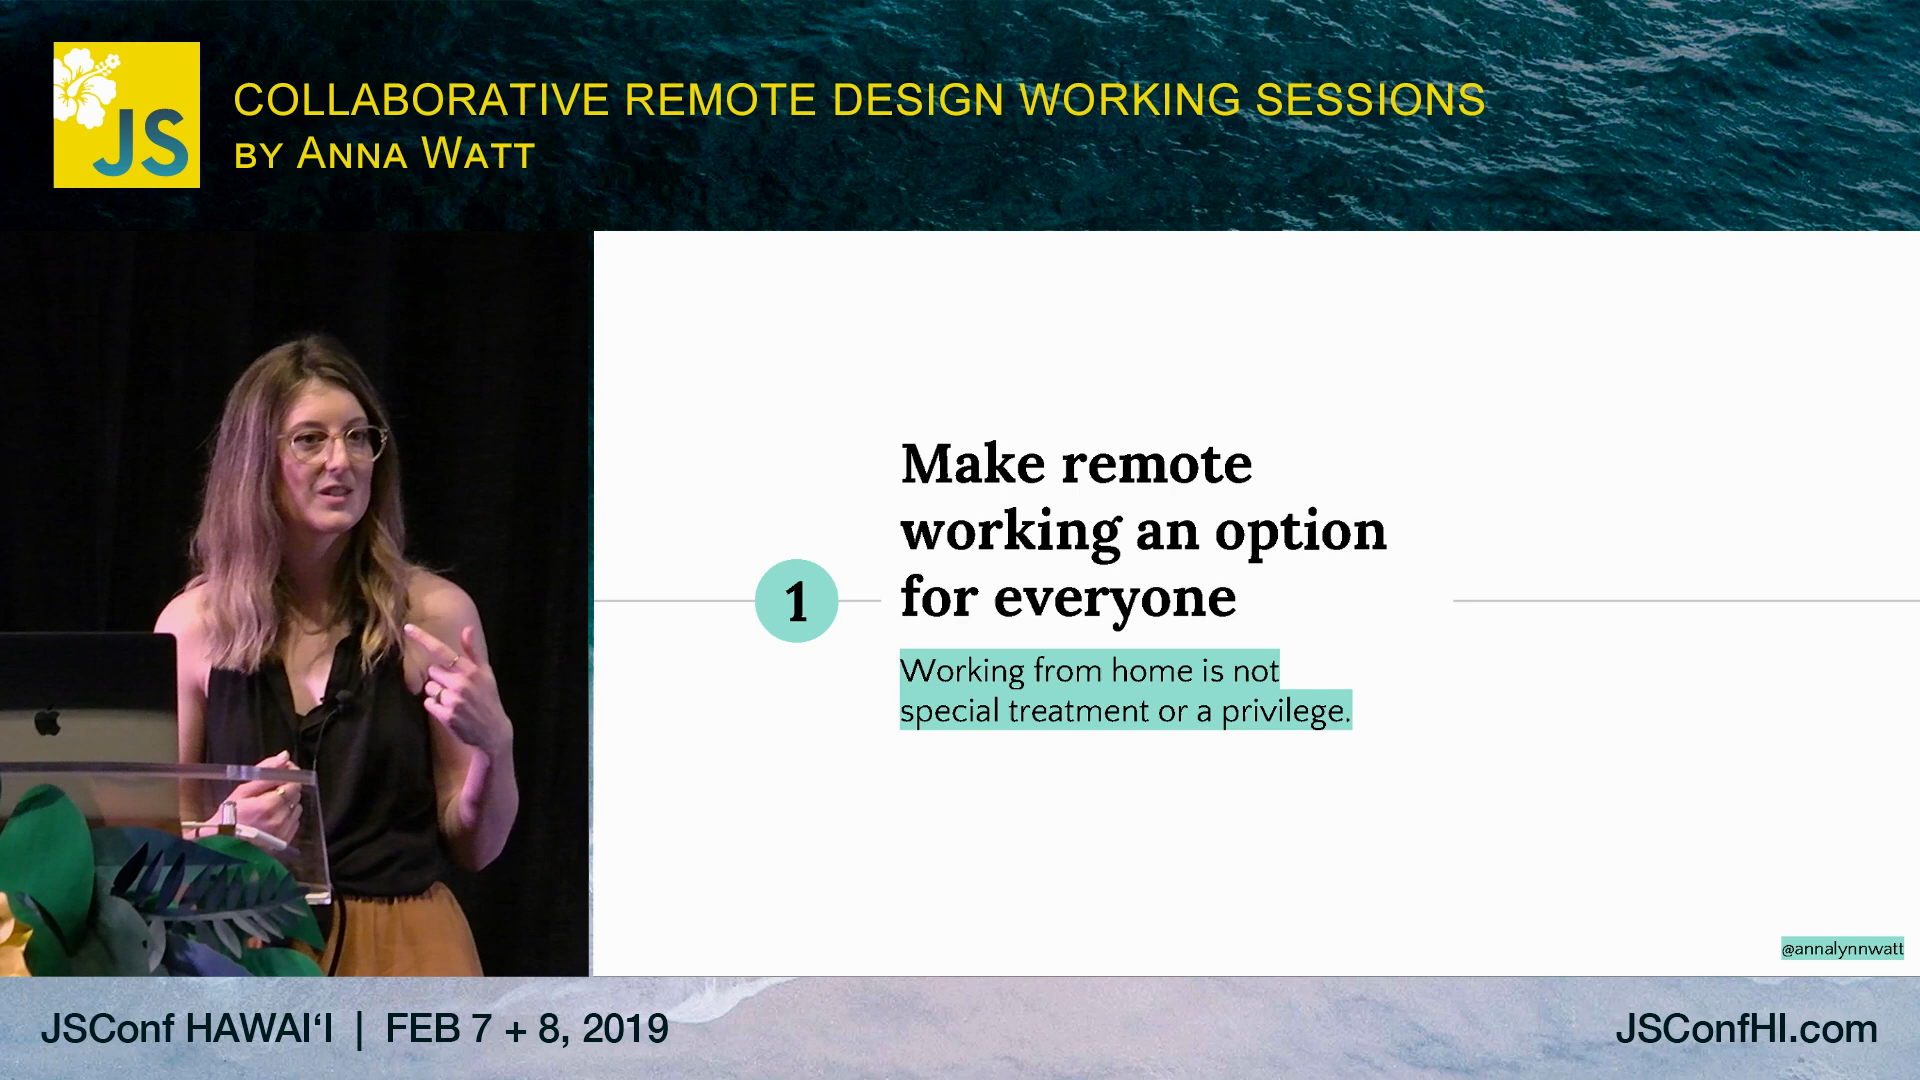 JS
COLLABORATIVE REMOTE DESIGN WORKING SESSIONS
BY ANNA WATT
1
Make remote
working an option
for everyone
Working from home is not
special treatment or a privilege.
@annalynnwatt
JSConf HAWAI‘I | FEB 7 + 8, 2019
JSConfHI.com